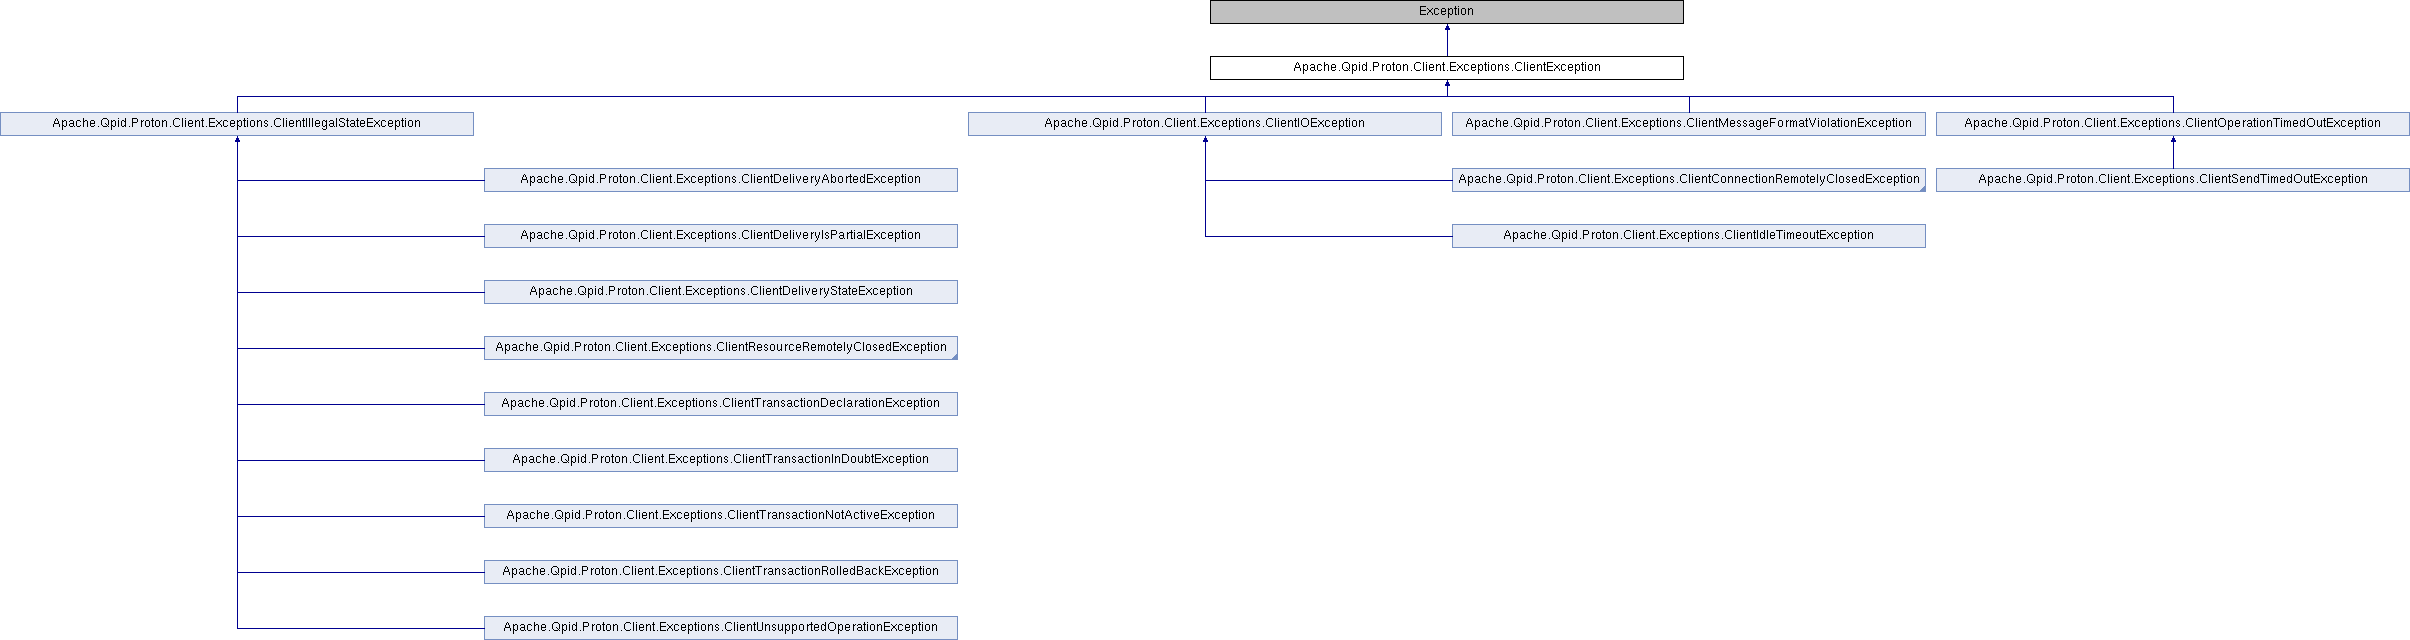 Exception
Apache.Qpid.Proton.Client.Exceptions.ClientException
Apache.Qpid.Proton.Client.Exceptions.ClientIllegalStateException
Apache.Qpid.Proton.Client.Exceptions.ClientIOException
Apache.Qpid.Proton.Client.Exceptions.ClientMessageFormatViolationException
Apache.Qpid.Proton.Client.Exceptions.ClientOperationTimedOutException
Apache.Qpid.Proton.Client.Exceptions.ClientDeliveryAbortedException
Apache.Qpid.Proton.Client.Exceptions.ClientConnectionRemotelyClosedException
Apache.Qpid.Proton.Client.Exceptions.ClientSendTimedOutException
Apache.Qpid.Proton.Client.Exceptions.ClientDeliveryIsPartialException
Apache.Qpid.Proton.Client.Exceptions.ClientIdleTimeoutException
Apache.Qpid.Proton.Client.Exceptions.ClientDeliveryStateException
Apache.Qpid.Proton.Client.Exceptions.ClientResourceRemotelyClosedException
Apache.Qpid.Proton.Client.Exceptions.ClientTransactionDeclarationException
Apache.Qpid.Proton.Client.Exceptions.ClientTransactionInDoubtException
Apache.Qpid.Proton.Client.Exceptions.ClientTransactionNotActiveException
Apache.Qpid.Proton.Client.Exceptions.ClientTransactionRolledBackException
Apache.Qpid.Proton.Client.Exceptions.ClientUnsupportedOperationException